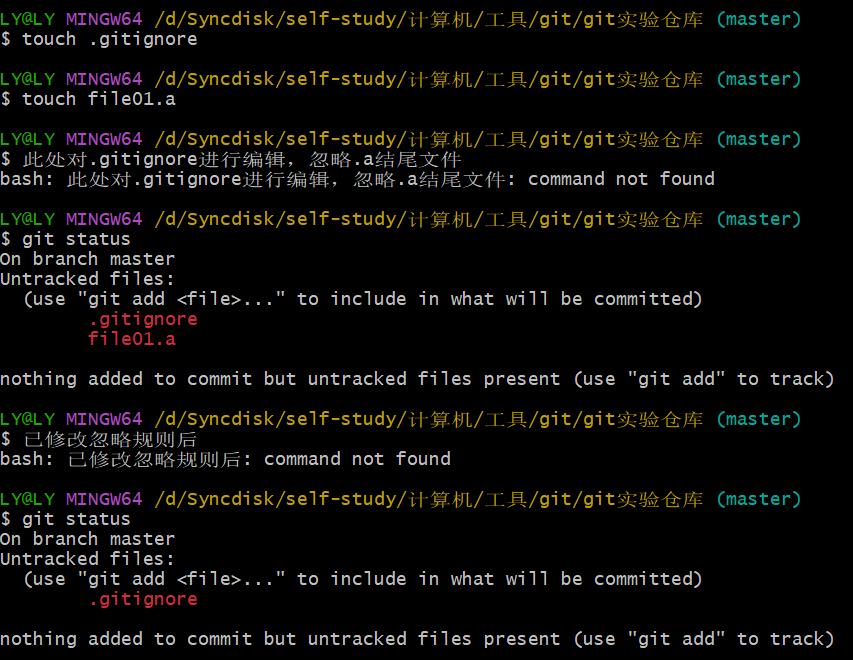 LY@LY MINGW64 /d/Syncdisk/self-study/计算机/工具/git/git实验仓库 (master)
$ touch .gitignore
LY@LY MINGW64 /d/Syncdisk/self-study/计算机/工具/git/git实验仓库 (master)
$ touch file01.a
LY@LY MINGW64 /d/Syncdisk/self-study/计算机/工具/git/git实验仓库 (master)
$ 此处对.gitignore进行编辑，忽略.a结尾文件
bash: 此处对.gitignore进行编辑，忽略.a结尾文件: command not found
LY@LY MINGW64 /d/Syncdisk/self-study/计算机/工具/git/git实验仓库 (master)
$ git status
On branch master
Untracked files:
  (use "git add <file>..." to include in what will be committed)
        .gitignore
        file01.a
nothing added to commit but untracked files present (use "git add" to track)
LY@LY MINGW64 /d/Syncdisk/self-study/计算机/工具/git/git实验仓库 (master)
$ 已修改忽略规则后
bash: 已修改忽略规则后: command not found
LY@LY MINGW64 /d/Syncdisk/self-study/计算机/工具/git/git实验仓库 (master)
$ git status
On branch master
Untracked files:
  (use "git add <file>..." to include in what will be committed)
        .gitignore
nothing added to commit but untracked files present (use "git add" to track)